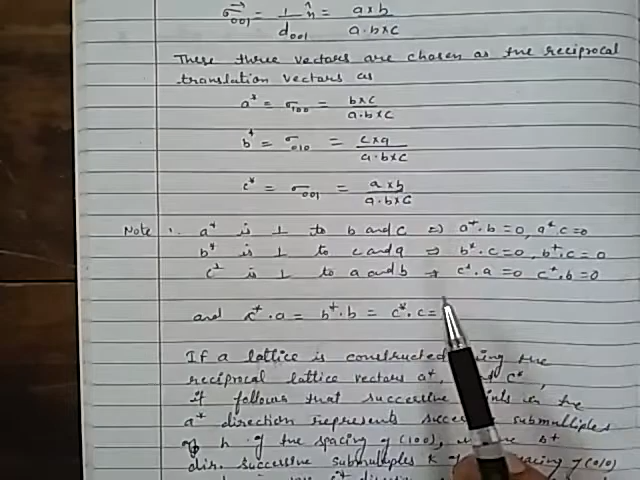 σ⃗001 = 1/d001 n̂ = a×b/a·b×c
These three vectors are chosen as the reciprocal
translation vectors as
a* = σ100 = b×c/a·b×c
b* = σ010 = c×a/a·b×c
c* = σ001 = a×b/a·b×c
Note :. a* is ⊥ to b and c ⇒ a*·b = 0, a*·c = 0
b* is ⊥ to c and a ⇒ b*·c = 0, b*·c = 0
c* is ⊥ to a and b ⇒ c*·a = 0 c*·b = 0
and a*·a = b*·b = c*·c =
If a lattice is constructed the
reciprocal lattice vectors a*, c*,
it follows that successive in the
a* direction represents submultiples
of h of the spacing of (100), b*
dir. successive submultiples k of (010)